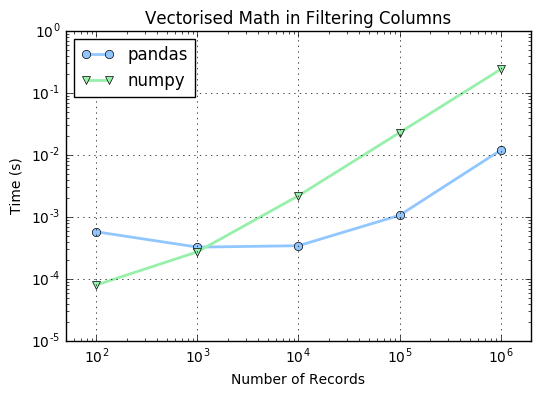 Vectorised Math in Filtering Columns
pandas
numpy
10^0
10^-1
10^-2
10^-3
10^-4
10^-5
Time (s)
10^2 10^3 10^4 10^5 10^6
Number of Records